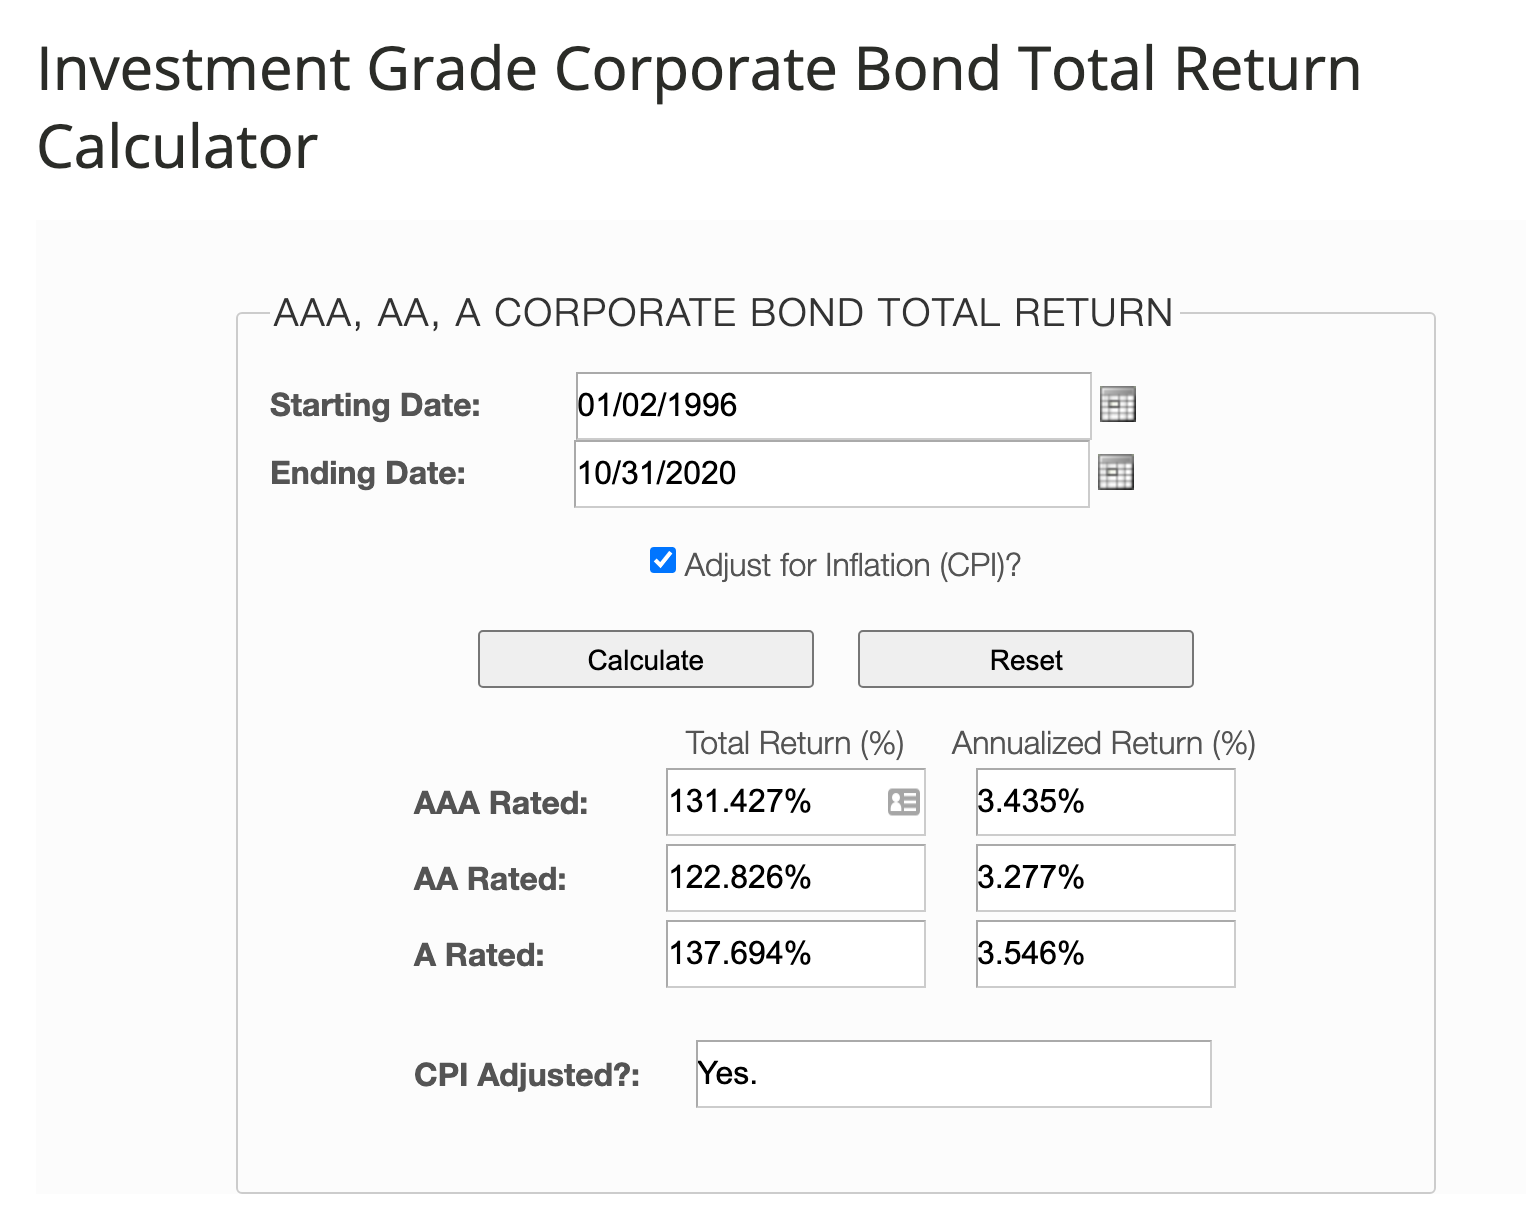 Investment Grade Corporate Bond Total Return
Calculator
AAA, AA, A CORPORATE BOND TOTAL RETURN
Starting Date: 01/02/1996
Ending Date: 10/31/2020
Adjust for Inflation (CPI)?
Calculate Reset
Total Return (%) Annualized Return (%)
AAA Rated: 131.427% 3.435%
AA Rated: 122.826% 3.277%
A Rated: 137.694% 3.546%
CPI Adjusted?: Yes.